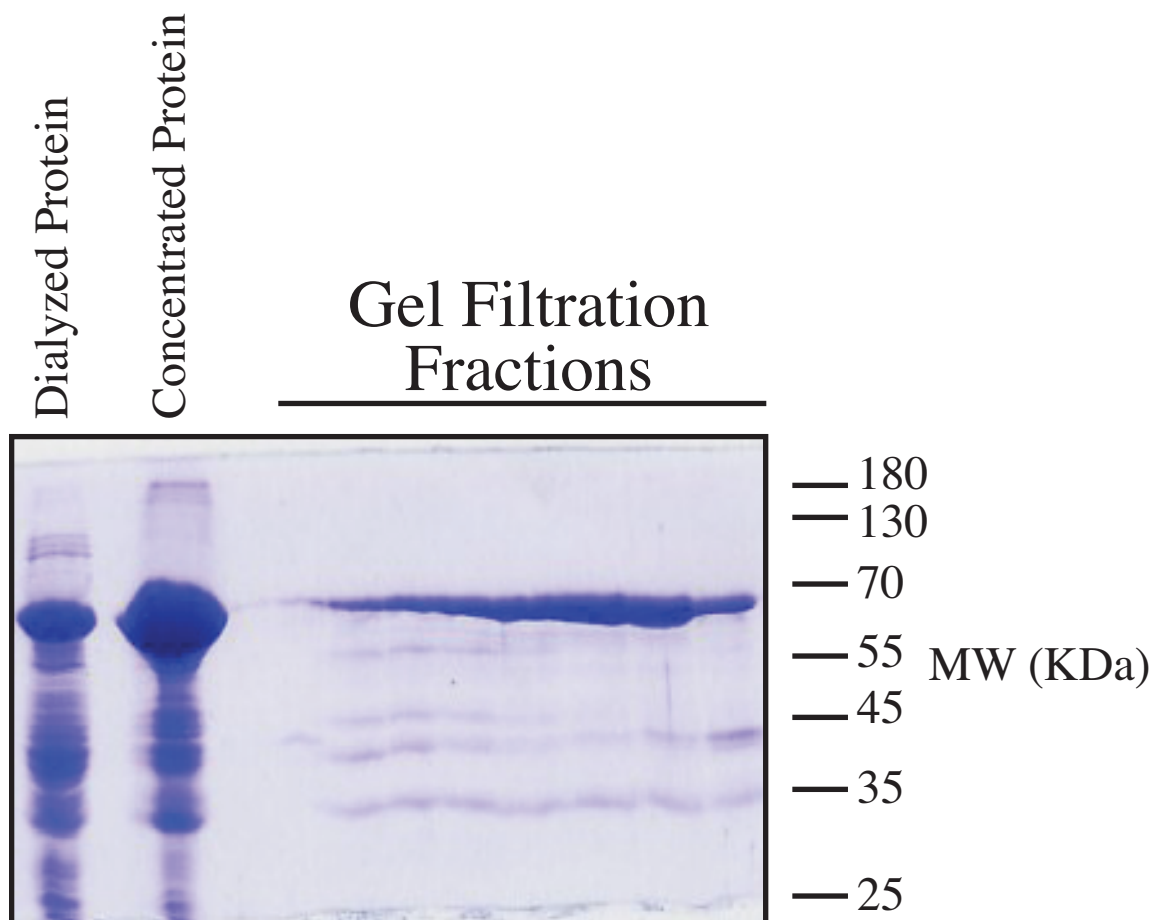 Dialyzed Protein
Concentrated Protein
Gel Filtration
Fractions
180
130
70
55
MW (KDa)
45
35
25